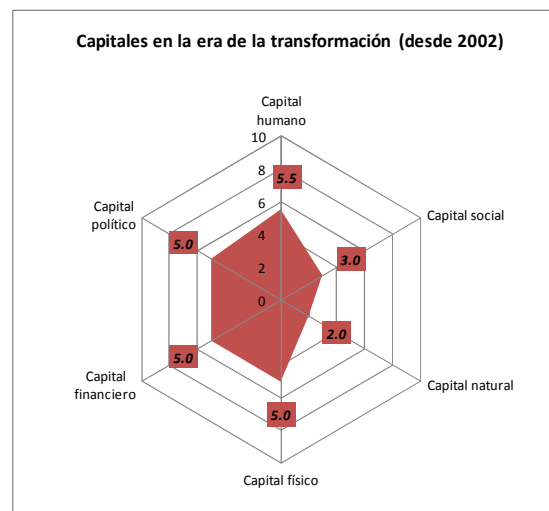 Capitales en la era de la transformación (desde 2002)
Capital
humano
10
5.5
8
Capital
político
Capital social
6
5.0
4
3.0
2
0
2.0
5.0
Capital
financiero
Capital natural
5.0
Capital físico